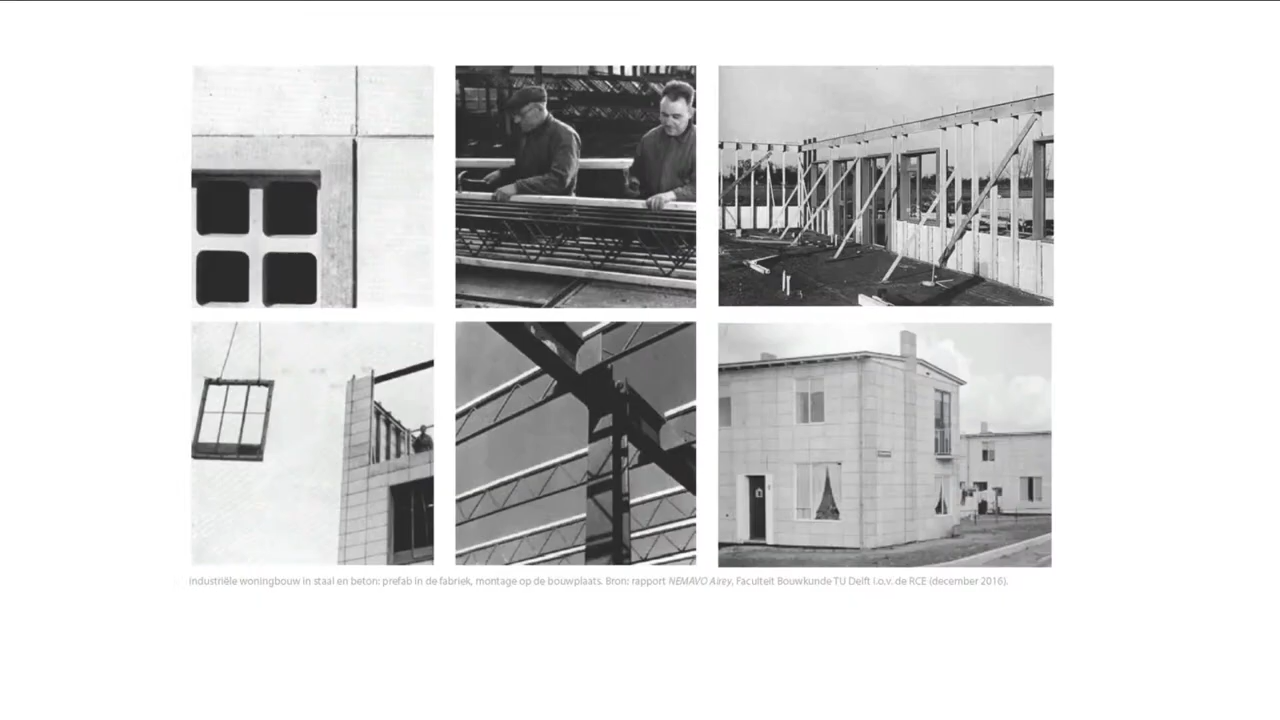 Industriële woningbouw in staal en beton: prefab in de fabriek, montage op de bouwplaats. Bron: rapport NEMAVO Airey, Faculteit Bouwkunde TU Delft i.o.v. de RCE (december 2016).